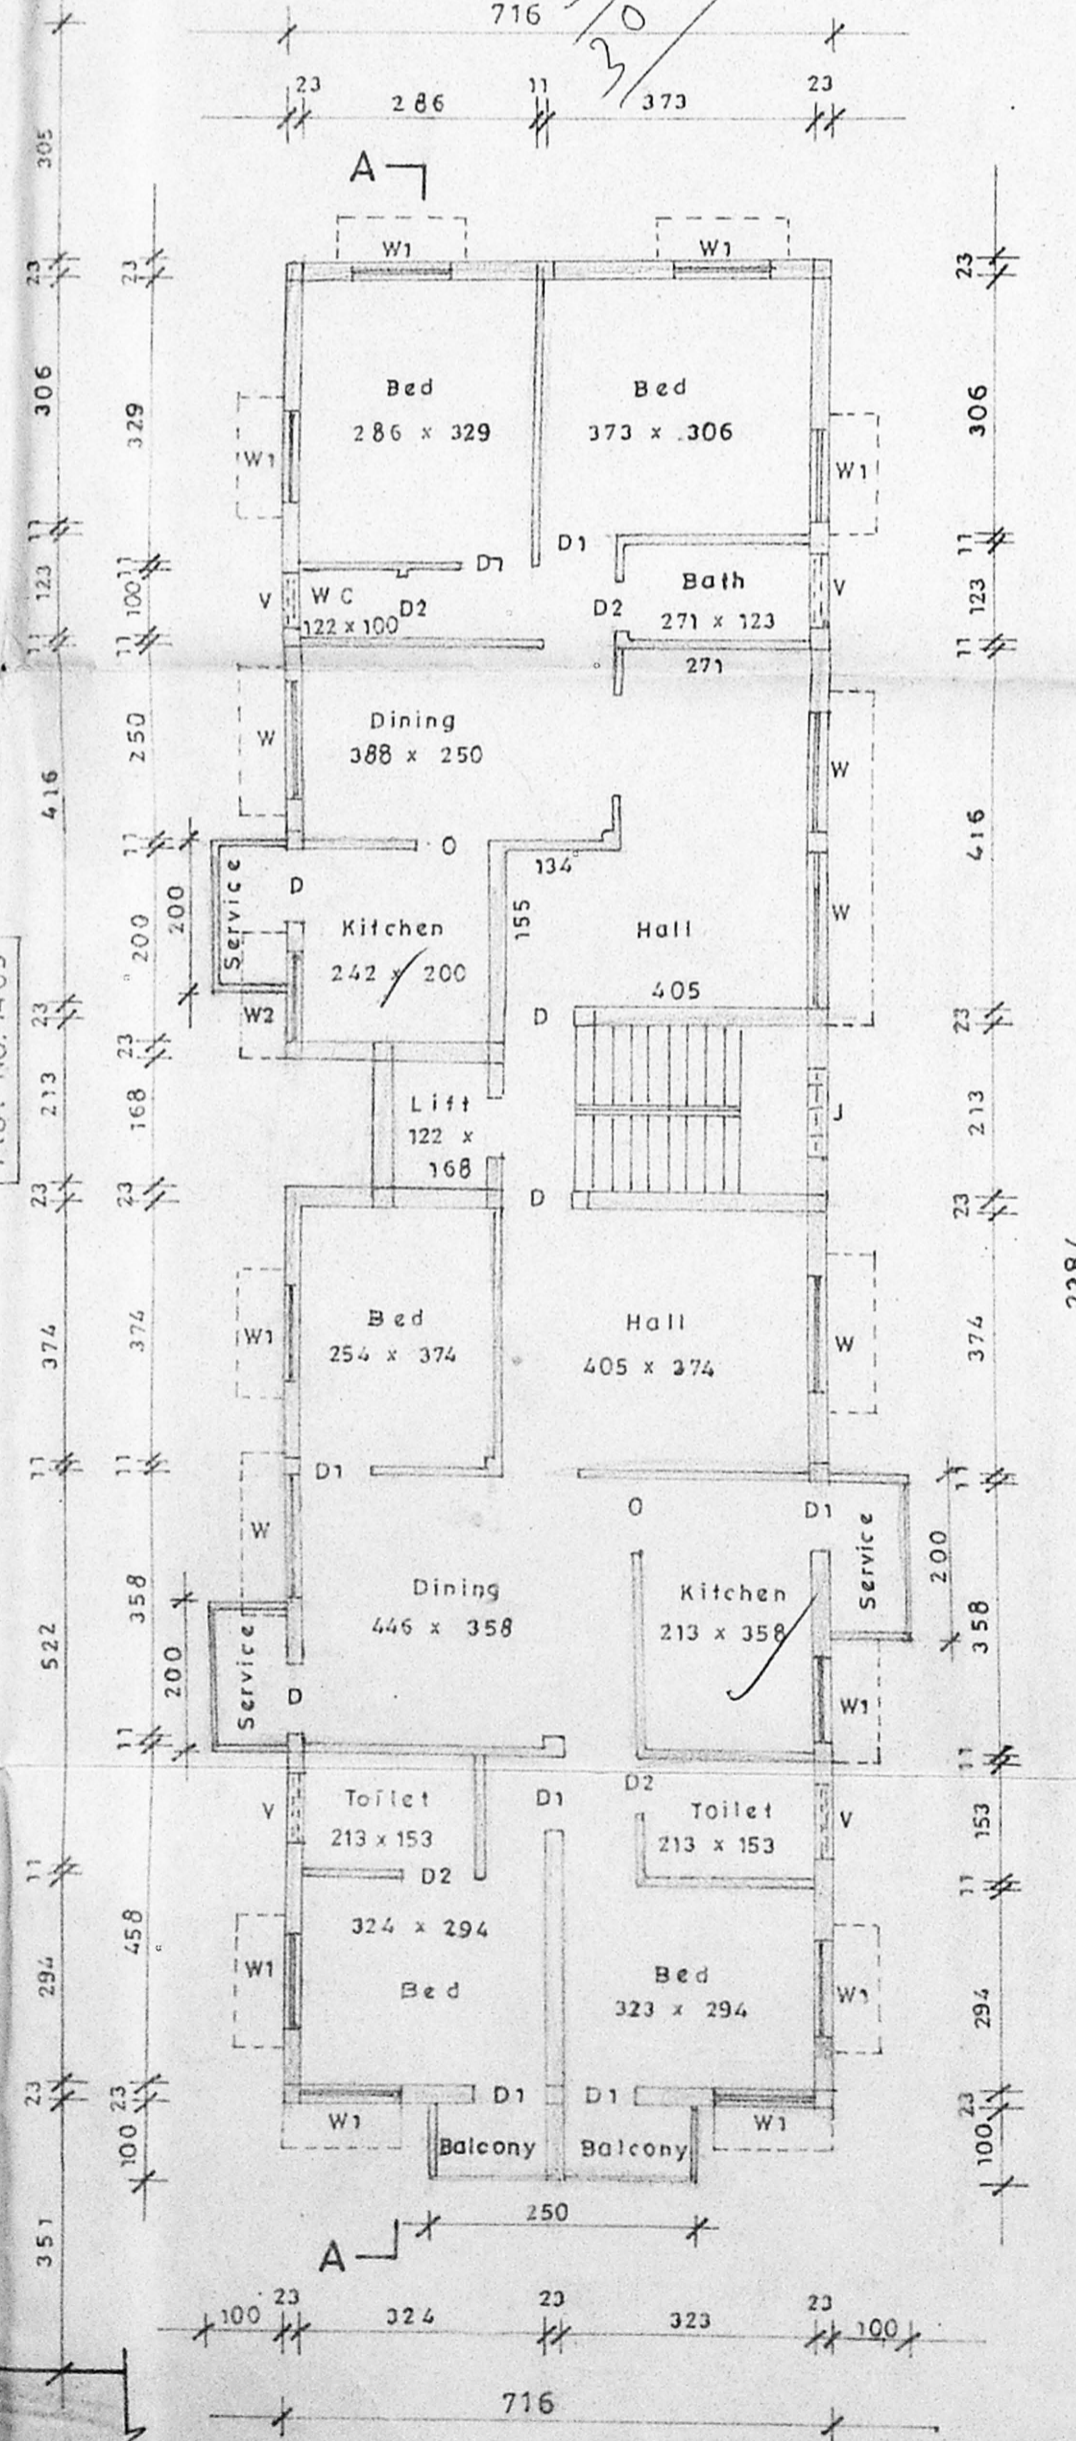 716
30
23 286 11 373 23
A
305
W1 W1
23 23 23
Bed Bed
286 x 329 373 x 306
306 329 306
W1 W1
D1
11 11 D1 11
WC D2 D2 Bath
122 x 100 271 x 123
123 100 V V 123
11 11 271 11
Dining
388 x 250
416 250 W W 416
11 O
134
Service D 155
200 200 Kitchen Hall W
242 x 200 405
23 W2 D 23
23
213 168 Lift J 213
122 x
168
23 23 D 23
Bed Hall
254 x 374 405 x 374
374 374 W1 W 374
11 11 D1 11
W O D1 Service 200
Dining Kitchen
446 x 358 213 x 358
522 358 358
200 Service D W1
11 11
Toilet D1 D2 Toilet
213 x 153 213 x 153
V V 153
11 D2 11
324 x 294
Bed Bed
323 x 294
294 458 W1 W1 294
23 23 D1 D1 23
W1 W1
100 Balcony Balcony 100
250
351
A
100 23 324 23 323 23 100
716